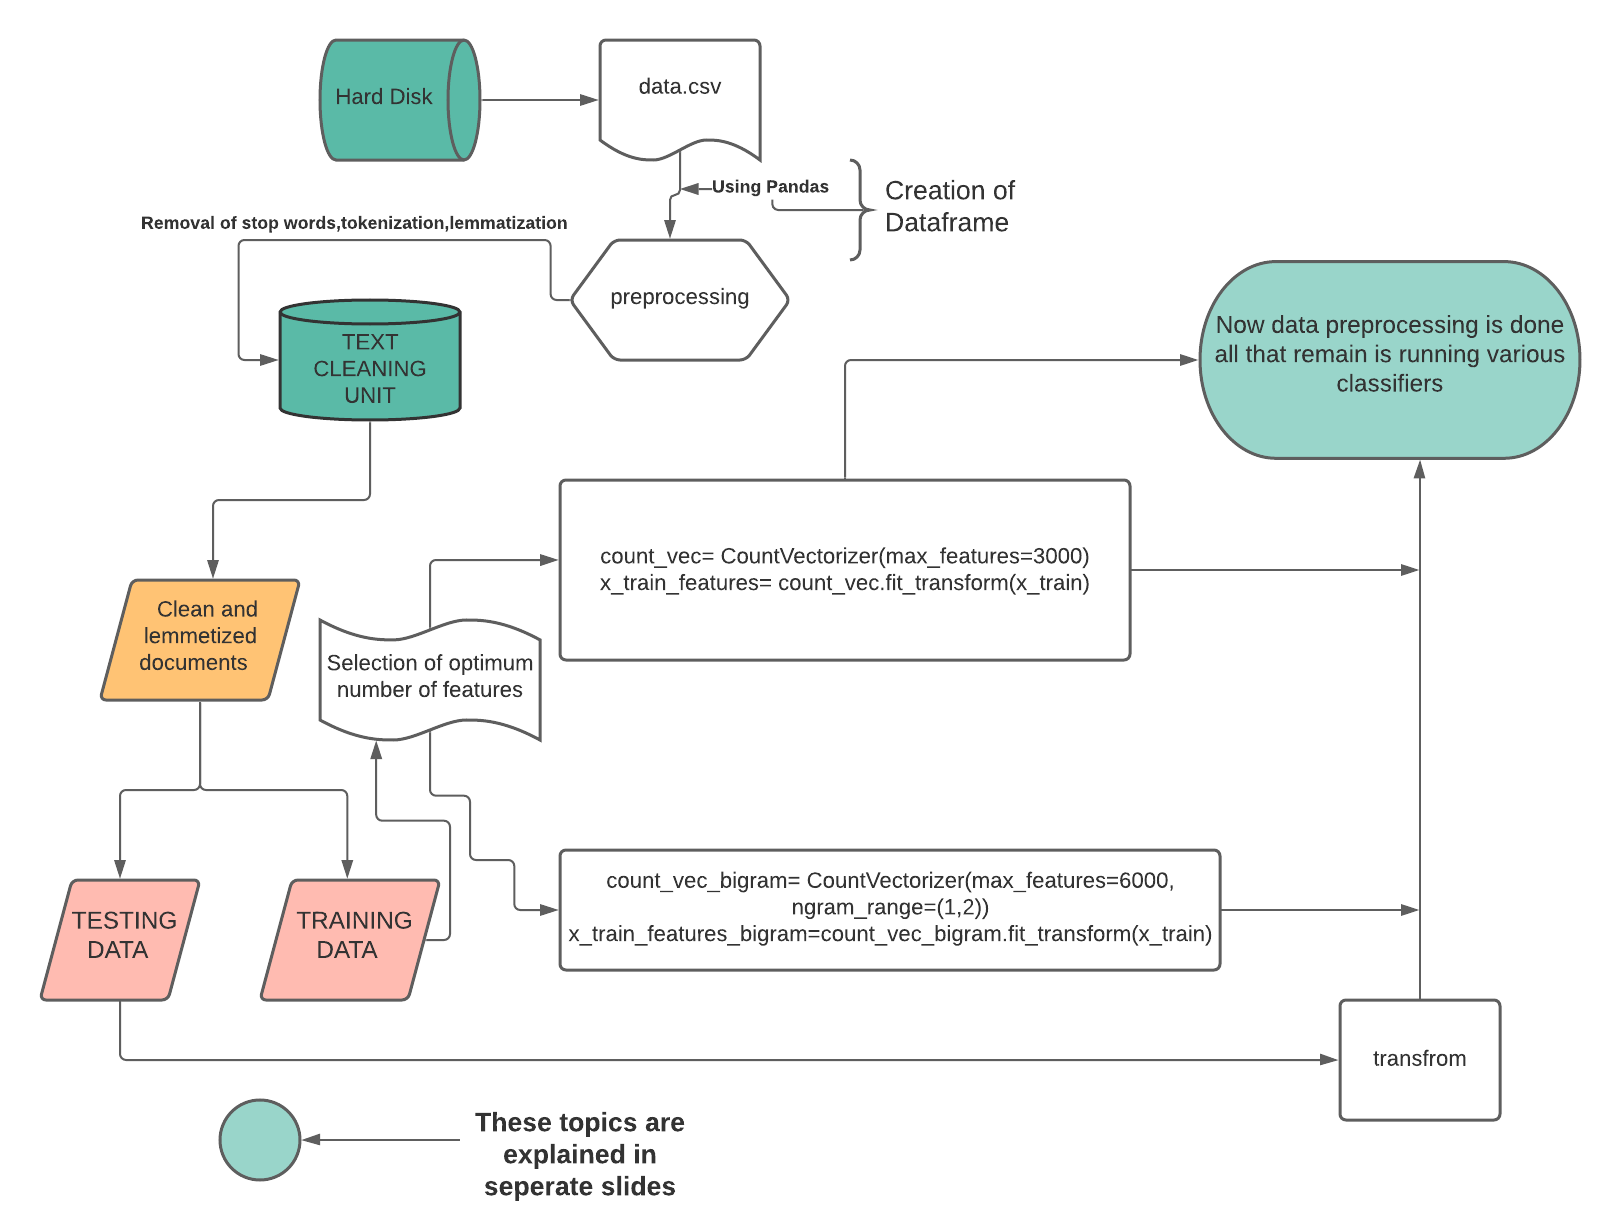 Hard Disk
data.csv
Using Pandas
Creation of
Dataframe
Removal of stop words,tokenization,lemmatization
preprocessing
TEXT
CLEANING
UNIT
Now data preprocessing is done
all that remain is running various
classifiers
count_vec= CountVectorizer(max_features=3000)
x_train_features= count_vec.fit_transform(x_train)
Clean and
lemmetized
documents
Selection of optimum
number of features
count_vec_bigram= CountVectorizer(max_features=6000,
ngram_range=(1,2))
x_train_features_bigram=count_vec_bigram.fit_transform(x_train)
TESTING
DATA
TRAINING
DATA
transfrom
These topics are
explained in
seperate slides